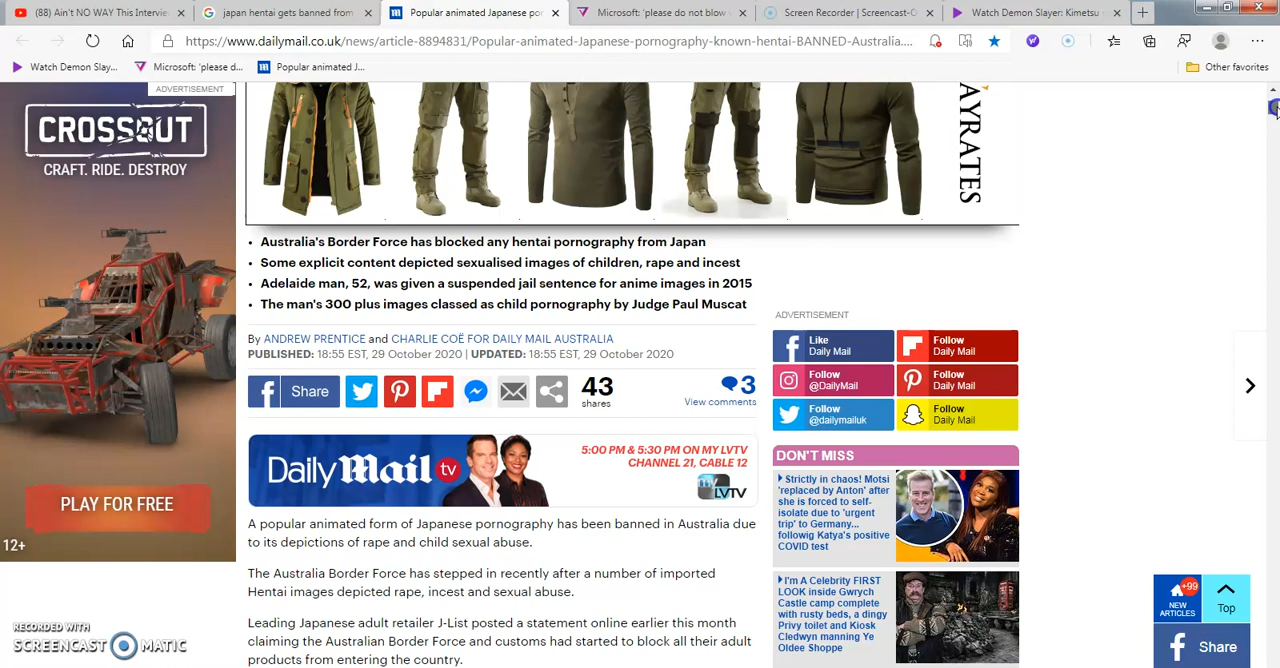 (88) Ain't NO WAY This Intervie
japan hentai gets banned from
Popular animated Japanese por
Microsoft: 'please do not blow v
Screen Recorder | Screencast-O
Watch Demon Slayer: Kimetsu
https://www.dailymail.co.uk/news/article-8894831/Popular-animated-Japanese-pornography-known-hentai-BANNED-Australia....
Watch Demon Slay...
Microsoft: 'please d...
Popular animated J...
Other favorites
ADVERTISEMENT
CROSSOUT
CRAFT. RIDE. DESTROY
PLAY FOR FREE
12+
AYRATES
• Australia's Border Force has blocked any hentai pornography from Japan
• Some explicit content depicted sexualised images of children, rape and incest
• Adelaide man, 52, was given a suspended jail sentence for anime images in 2015
• The man's 300 plus images classed as child pornography by Judge Paul Muscat
By ANDREW PRENTICE and CHARLIE COË FOR DAILY MAIL AUSTRALIA
PUBLISHED: 18:55 EST, 29 October 2020 | UPDATED: 18:55 EST, 29 October 2020
Share
43
shares
3
View comments
Daily Mail tv
5:00 PM & 5:30 PM ON MY LVTV
CHANNEL 21, CABLE 12
my LVTV
A popular animated form of Japanese pornography has been banned in Australia due
to its depictions of rape and child sexual abuse.
The Australia Border Force has stepped in recently after a number of imported
Hentai images depicted rape, incest and sexual abuse.
Leading Japanese adult retailer J-List posted a statement online earlier this month
claiming the Australian Border Force and customs had started to block all their adult
products from entering the country.
ADVERTISEMENT
Like
Daily Mail
Follow
Daily Mail
Follow
@DailyMail
Follow
Daily Mail
Follow
@dailymailuk
Follow
Daily Mail
DON'T MISS
Strictly in chaos! Motsi
'replaced by Anton' after
she is forced to self-
isolate due to 'urgent
trip' to Germany...
followig Katya's positive
COVID test
I'm A Celebrity FIRST
LOOK inside Gwrych
Castle camp complete
with rusty beds, a dingy
Privy toilet and Kiosk
Cledwyn manning Ye
Oldee Shoppe
+99
NEW
ARTICLES
Top
Share
RECORDED WITH
SCREENCAST MATIC